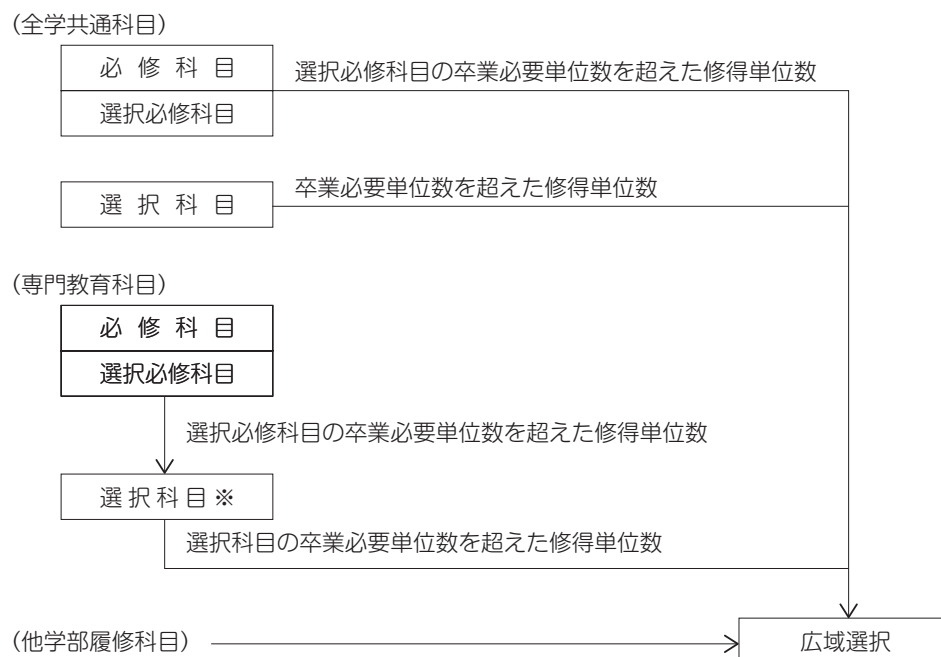 (全学共通科目)
必修科目
選択必修科目の卒業必要単位数を超えた修得単位数
選択必修科目
選択科目
卒業必要単位数を超えた修得単位数
(専門教育科目)
必修科目
選択必修科目
選択必修科目の卒業必要単位数を超えた修得単位数
選択科目※
選択科目の卒業必要単位数を超えた修得単位数
(他学部履修科目)
広域選択